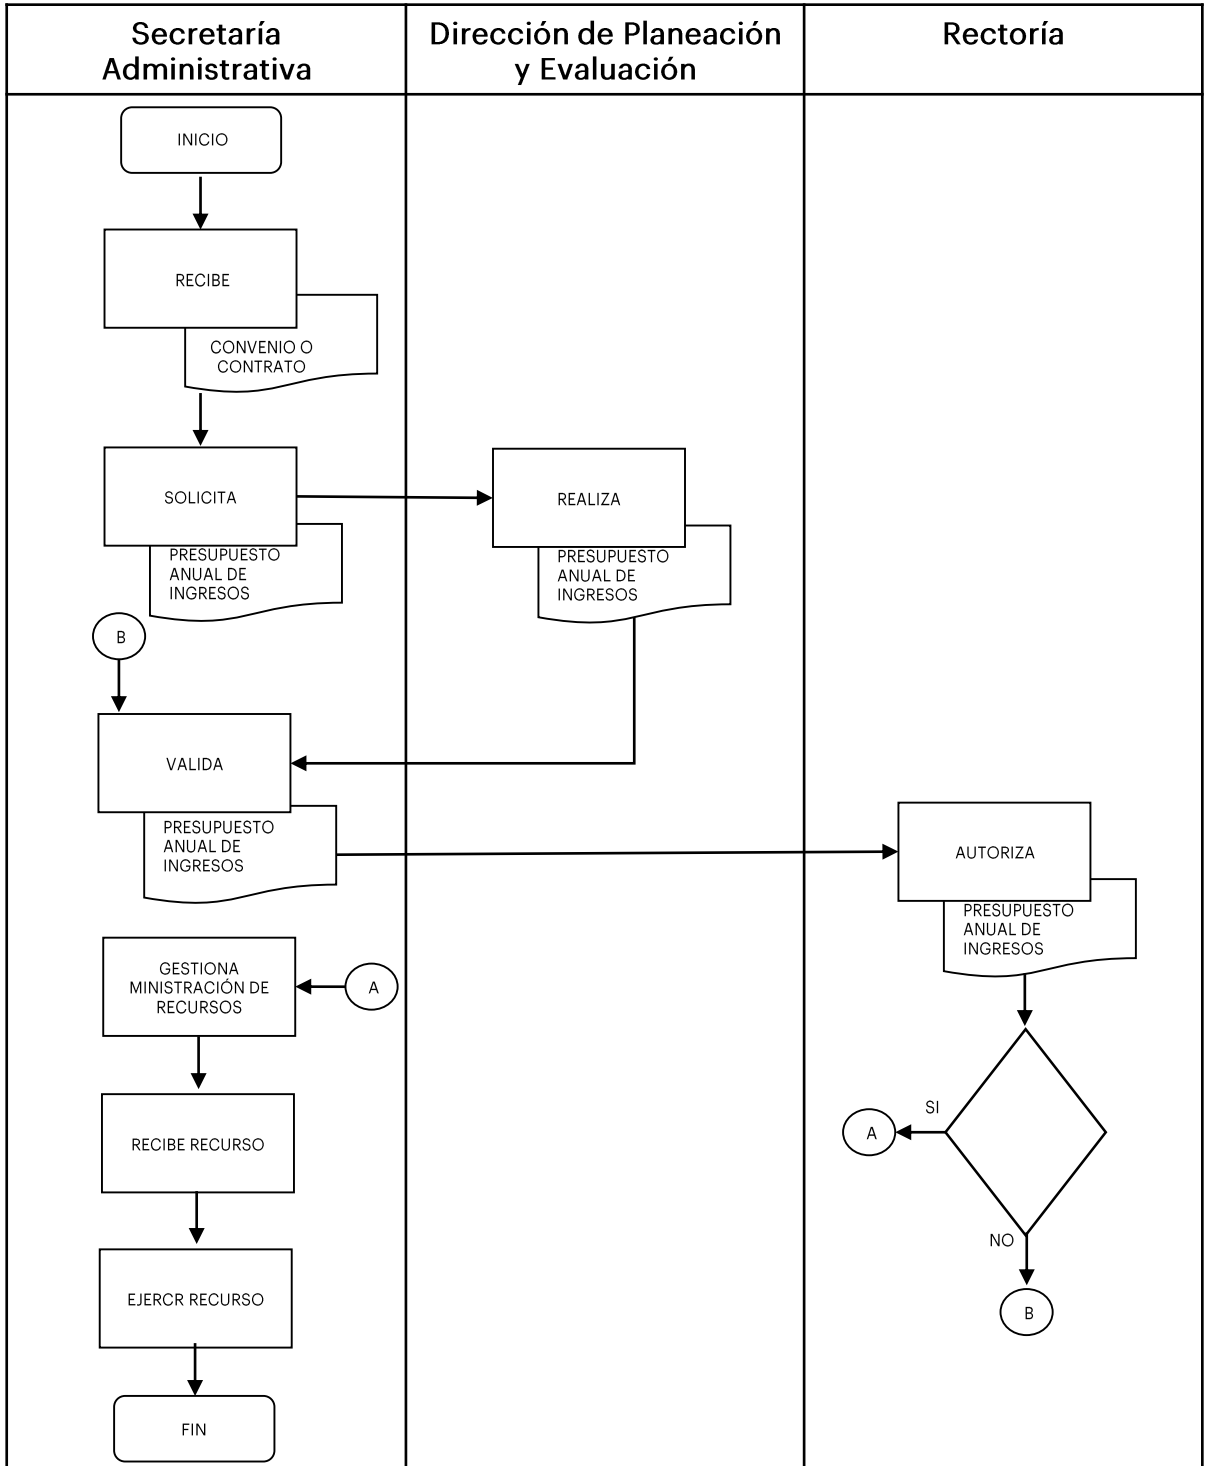 Secretaría
Administrativa
Dirección de Planeación
y Evaluación
Rectoría
INICIO
RECIBE
CONVENIO O
CONTRATO
SOLICITA
PRESUPUESTO
ANUAL DE
INGRESOS
REALIZA
PRESUPUESTO
ANUAL DE
INGRESOS
B
VALIDA
PRESUPUESTO
ANUAL DE
INGRESOS
AUTORIZA
PRESUPUESTO
ANUAL DE
INGRESOS
GESTIONA
MINISTRACIÓN DE
RECURSOS
A
SI
A
NO
B
RECIBE RECURSO
EJERCR RECURSO
FIN